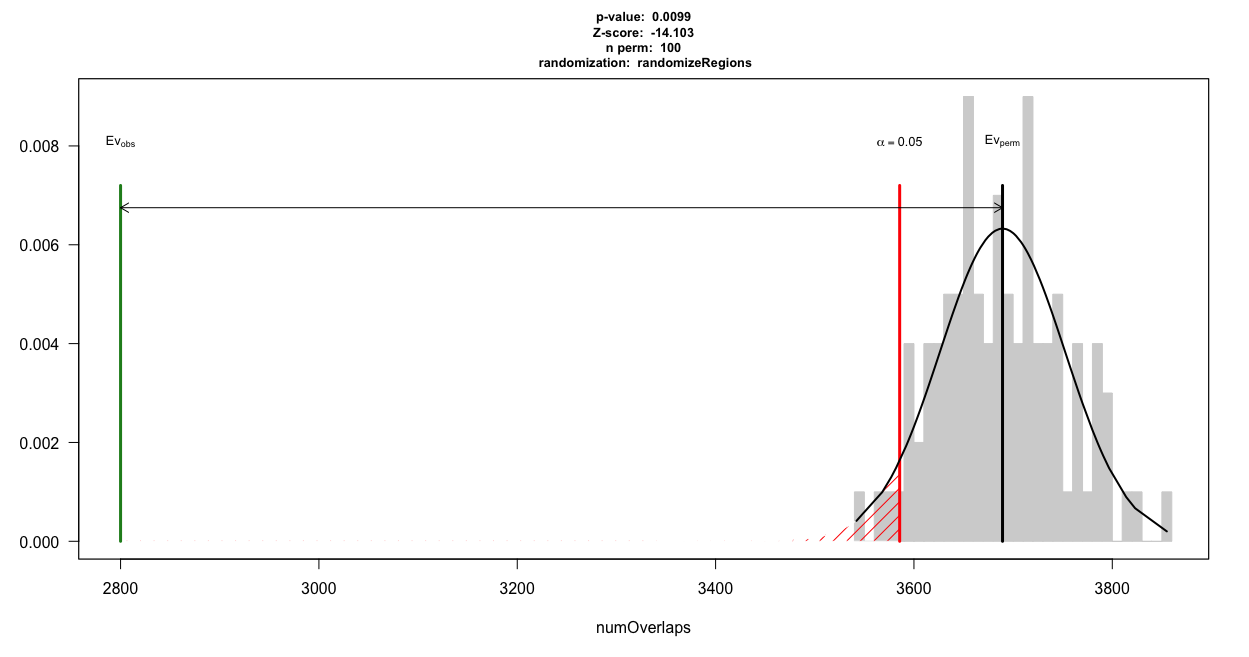 p-value: 0.0099
Z-score: -14.103
n perm: 100
randomization: randomizeRegions
0.008
0.006
0.004
0.002
0.000
Evobs
α = 0.05
Evperm
2800 3000 3200 3400 3600 3800
numOverlaps